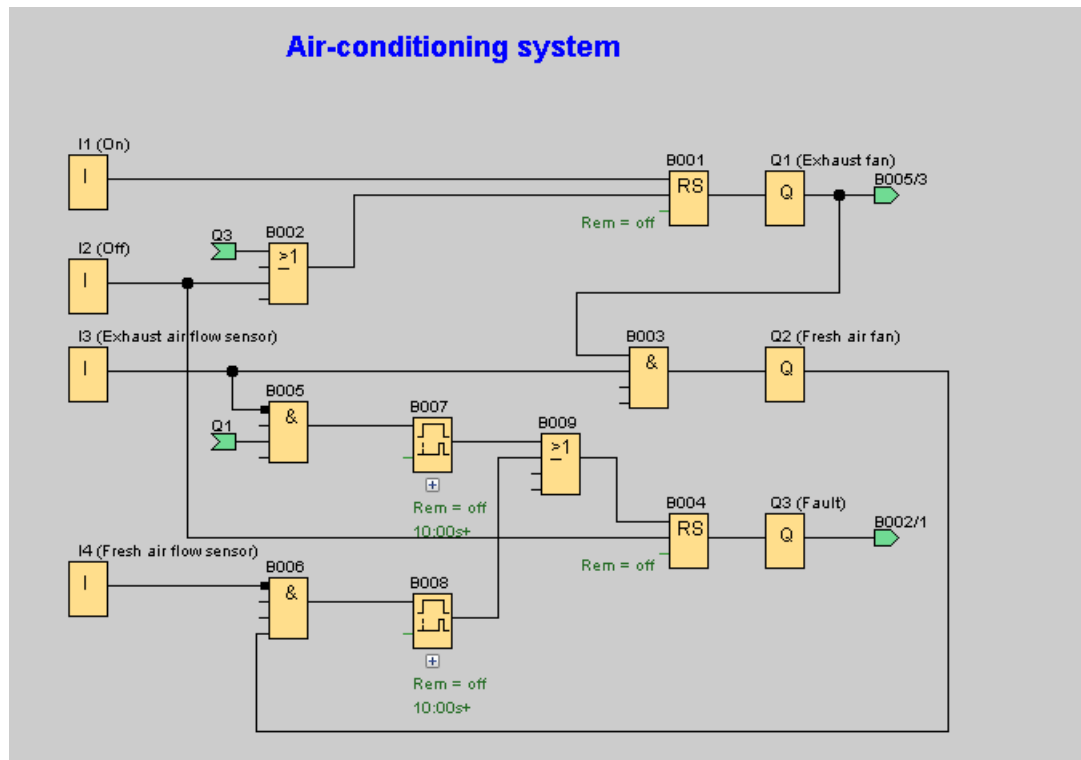 Air-conditioning system
I1 (On)
I
B001
RS
Rem = off
Q1 (Exhaust fan)
Q
B005/3
I2 (Off)
I
Q3
B002
≥1
I3 (Exhaust air flow sensor)
I
B003
&
Q2 (Fresh air fan)
Q
B005
&
Q1
B007
Rem = off
10:00s+
B009
≥1
B004
RS
Rem = off
Q3 (Fault)
Q
B002/1
I4 (Fresh air flow sensor)
I
B006
&
B008
Rem = off
10:00s+